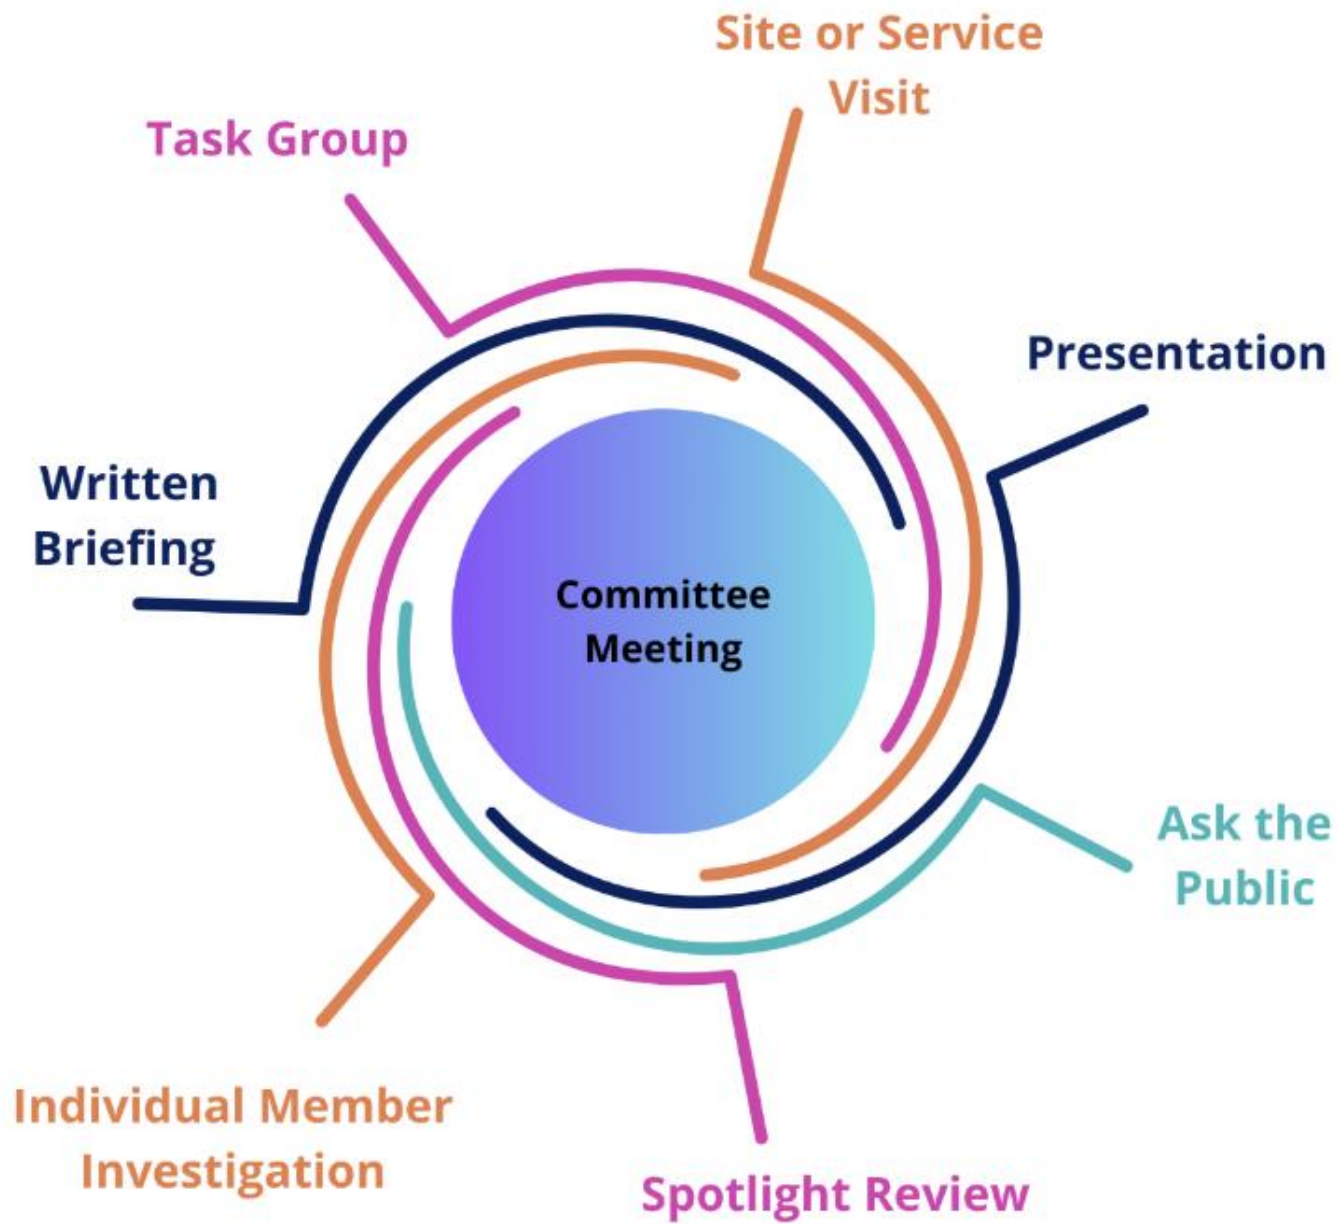 Site or Service
Visit
Task Group
Presentation
Written
Briefing
Committee
Meeting
Ask the
Public
Individual Member
Investigation
Spotlight Review